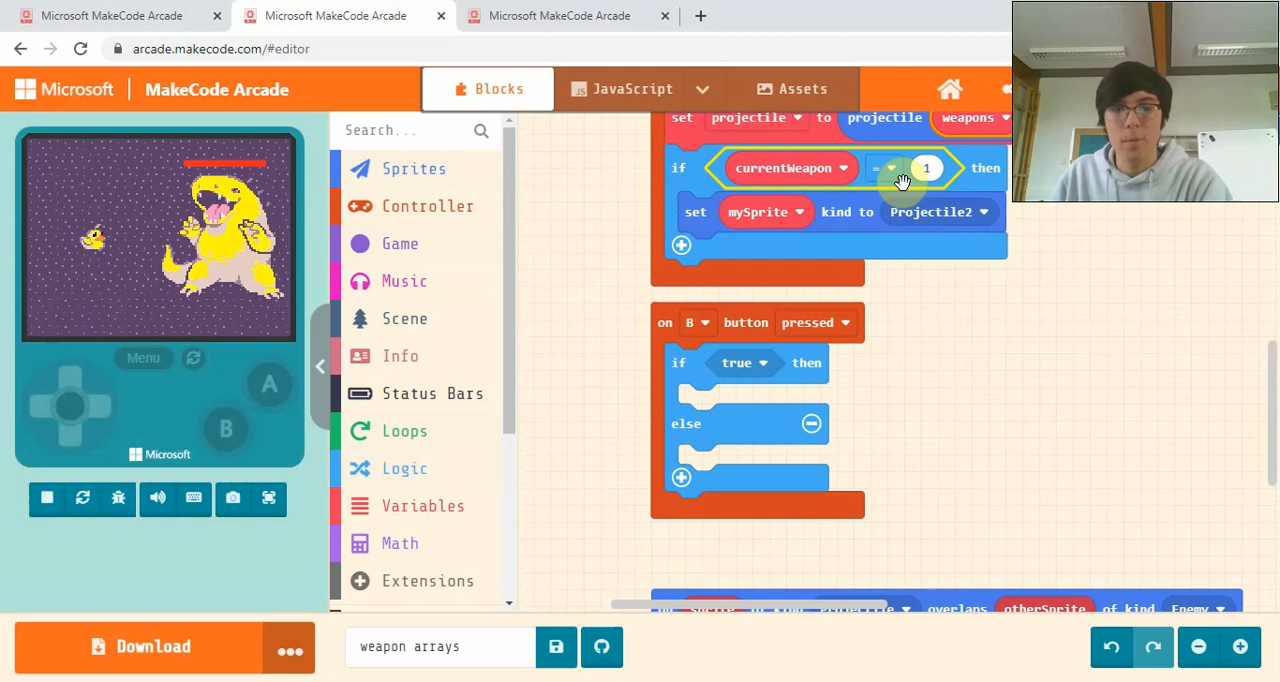 Microsoft MakeCode Arcade
Microsoft MakeCode Arcade
Microsoft MakeCode Arcade
arcade.makecode.com/#editor
Microsoft
MakeCode Arcade
Blocks
JavaScript
Assets
Search...
Sprites
Controller
Game
Music
Scene
Info
Status Bars
Loops
Logic
Variables
Math
Extensions
Menu
A
B
Microsoft
set projectile to projectile weapons
if currentWeapon = 1 then
set mySprite kind to Projectile2
on B button pressed
if true then
else
overlaps otherSprite of kind Enemy
Download
weapon arrays